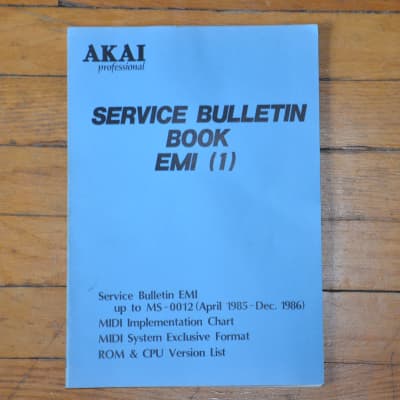 AKAI
professional
SERVICE BULLETIN
BOOK
EMI (1)
Service Bulletin EMI
up to MS-0012 (April 1985-Dec. 1986)
MIDI Implementation Chart
MIDI System Exclusive Format
ROM & CPU Version List